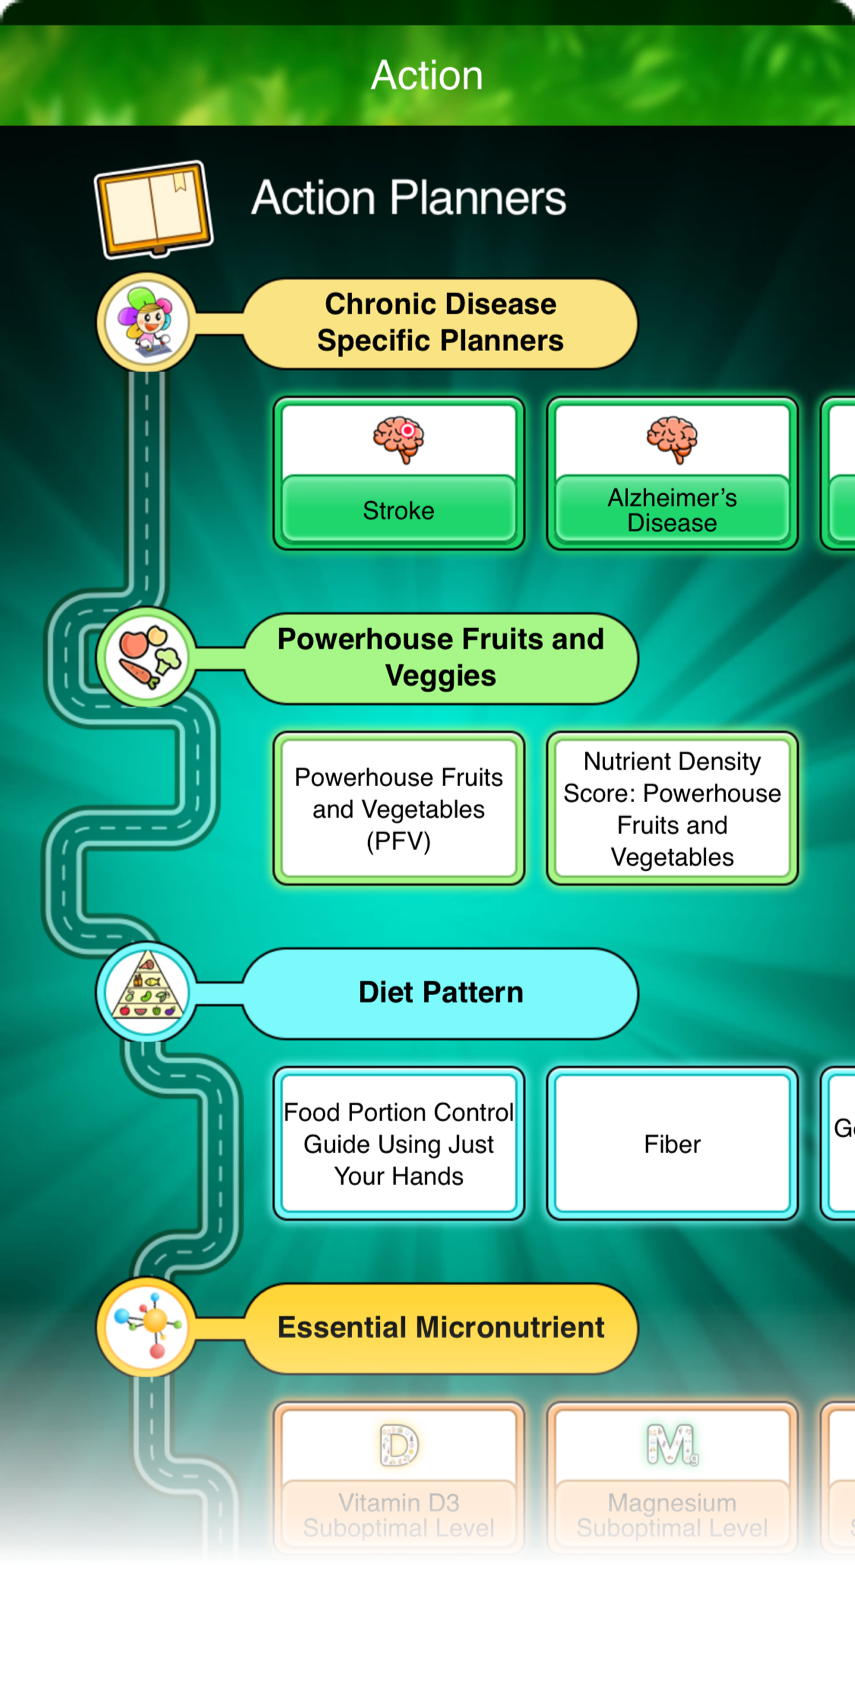 Action
Action Planners
Chronic Disease
Specific Planners
Stroke
Alzheimer’s
Disease
Powerhouse Fruits and
Veggies
Powerhouse Fruits
and Vegetables
(PFV)
Nutrient Density
Score: Powerhouse
Fruits and
Vegetables
Diet Pattern
Food Portion Control
Guide Using Just
Your Hands
Fiber
Essential Micronutrient
D
Vitamin D3
Suboptimal Level
Mg
Magnesium
Suboptimal Level